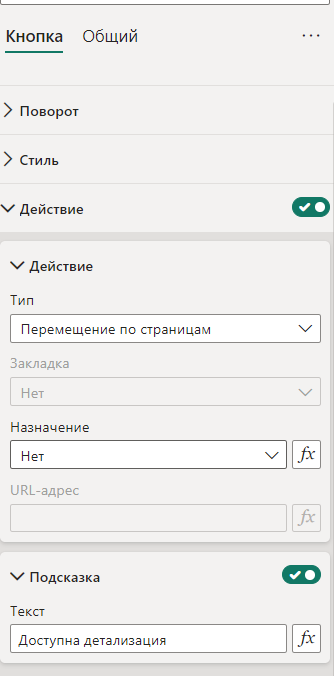 Кнопка Общий ...
Поворот
Стиль
Действие
Действие
Тип
Перемещение по страницам
Закладка
Нет
Назначение
Нет fx
URL-адрес
fx
Подсказка
Текст
Доступна детализация fx